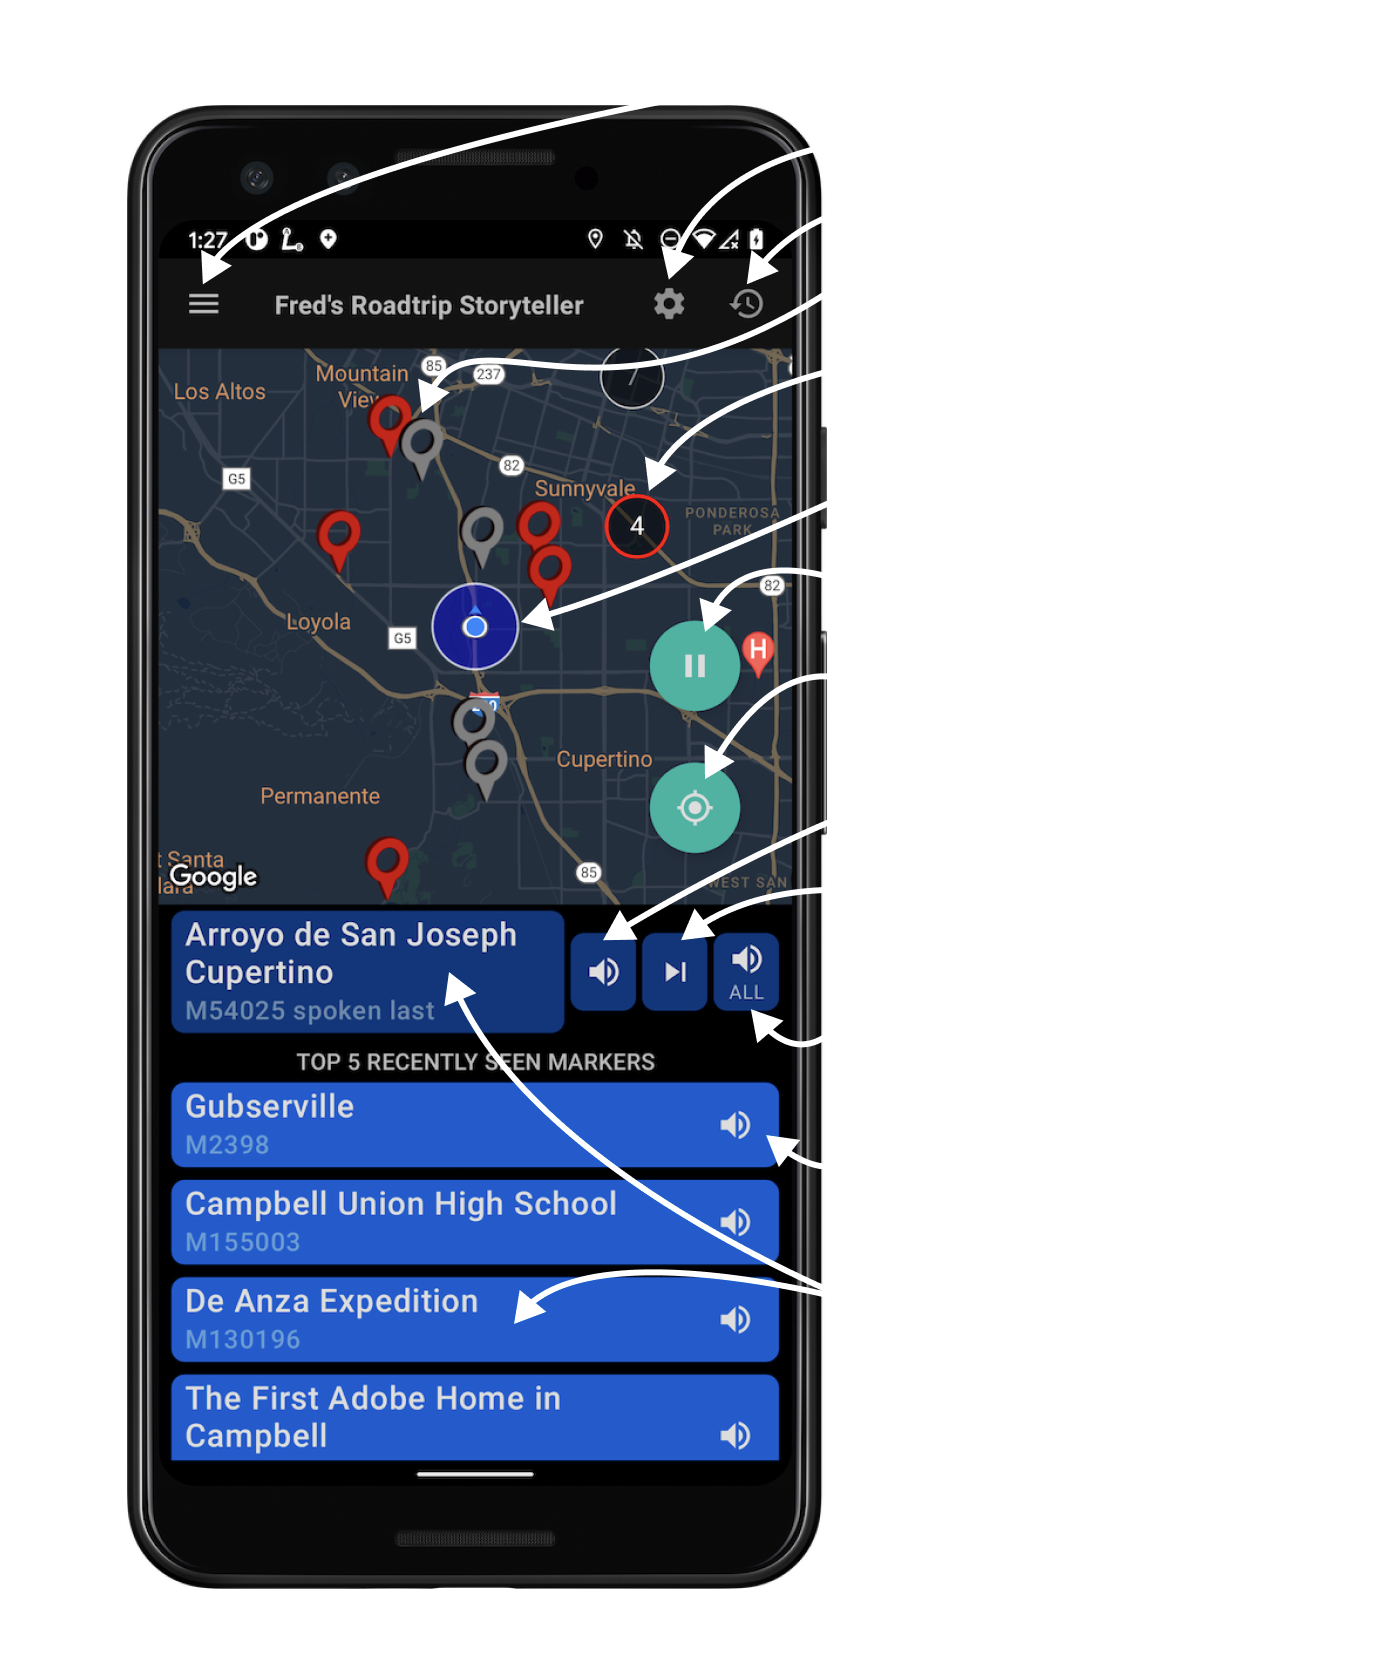 1:27
Fred's Roadtrip Storyteller
Los Altos
Mountain
View
85
237
G5
82
Sunnyvale
PONDEROSA
PARK
4
82
Loyola
G5
H
Cupertino
Permanente
t Santa
lara
Google
85
WEST SAN
Arroyo de San Joseph
Cupertino
M54025 spoken last
ALL
TOP 5 RECENTLY SEEN MARKERS
Gubserville
M2398
Campbell Union High School
M155003
De Anza Expedition
M130196
The First Adobe Home in
Campbell